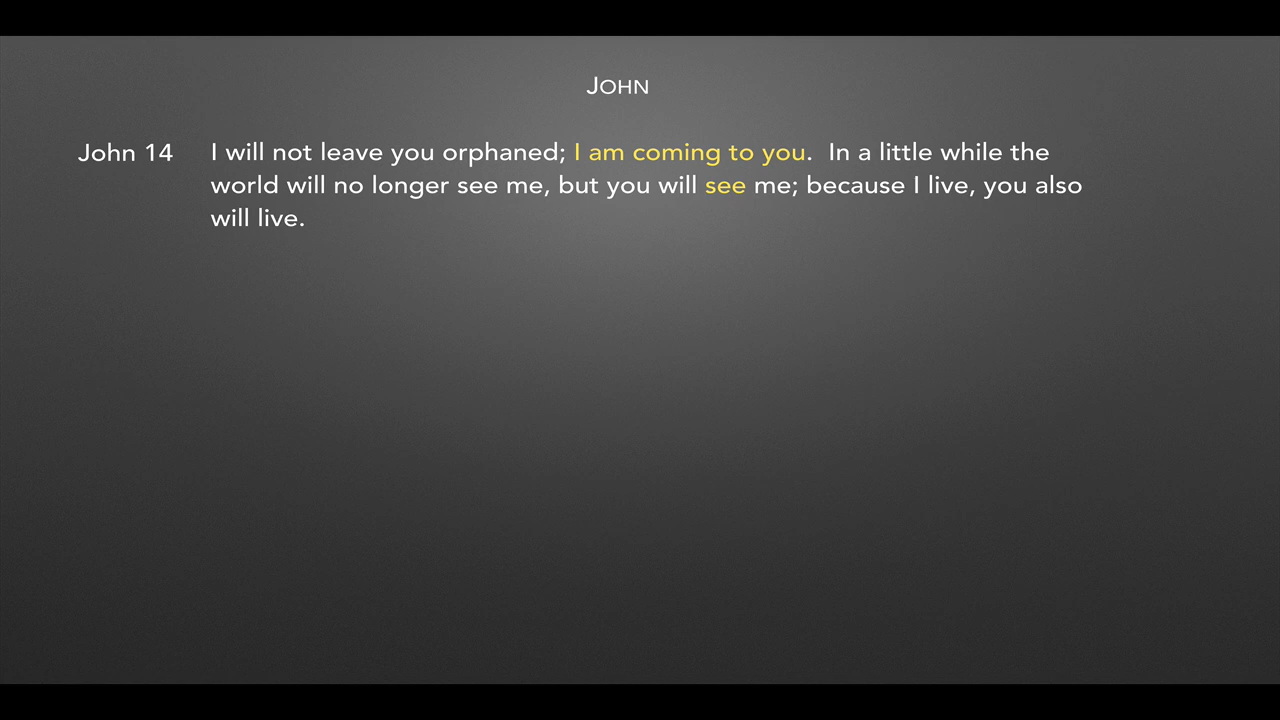 John
John 14 I will not leave you orphaned; I am coming to you.  In a little while the
world will no longer see me, but you will see me; because I live, you also
will live.